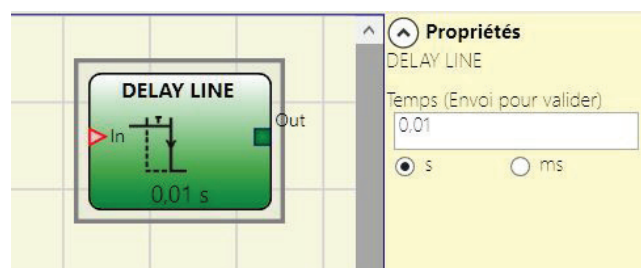 DELAY LINE
In
T
Out
0,01 s
Propriétés
DELAY LINE
Temps (Envoi pour valider)
0,01
s
ms